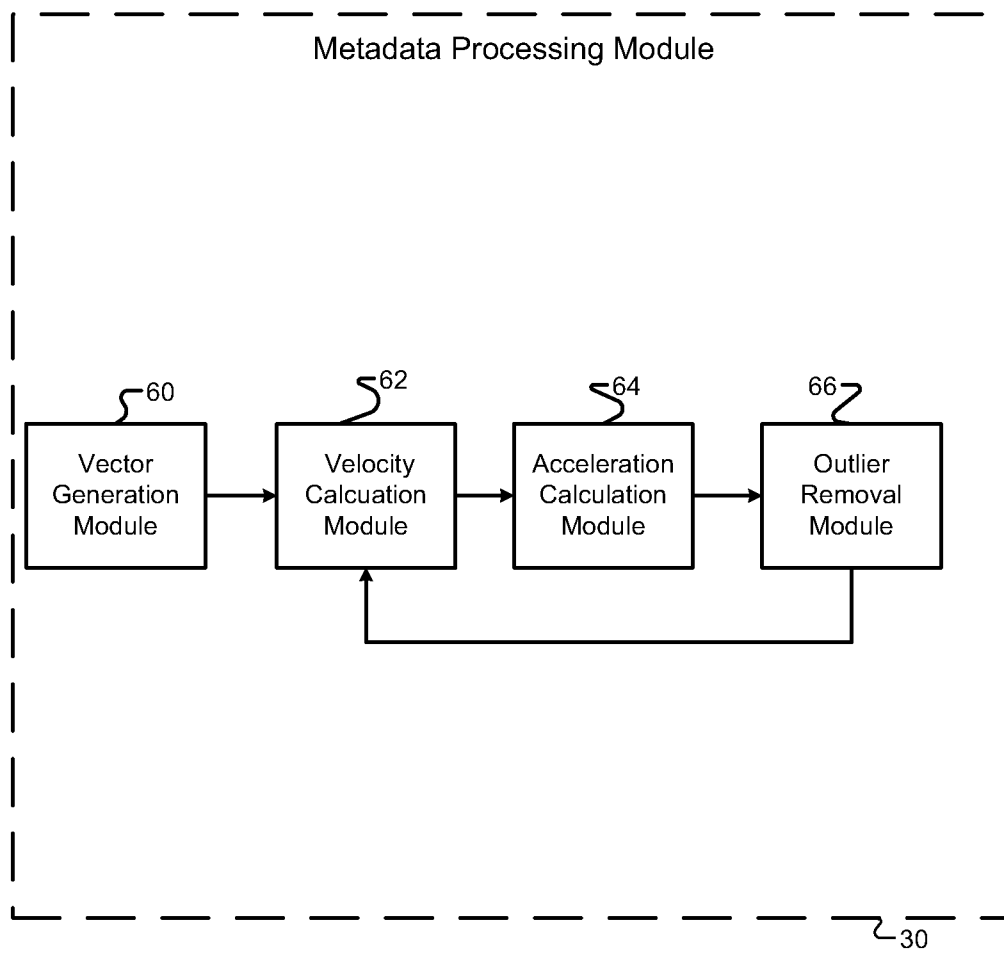 Metadata Processing Module
60
62
64
66
Vector
Generation
Module
Velocity
Calcuation
Module
Acceleration
Calculation
Module
Outlier
Removal
Module
30